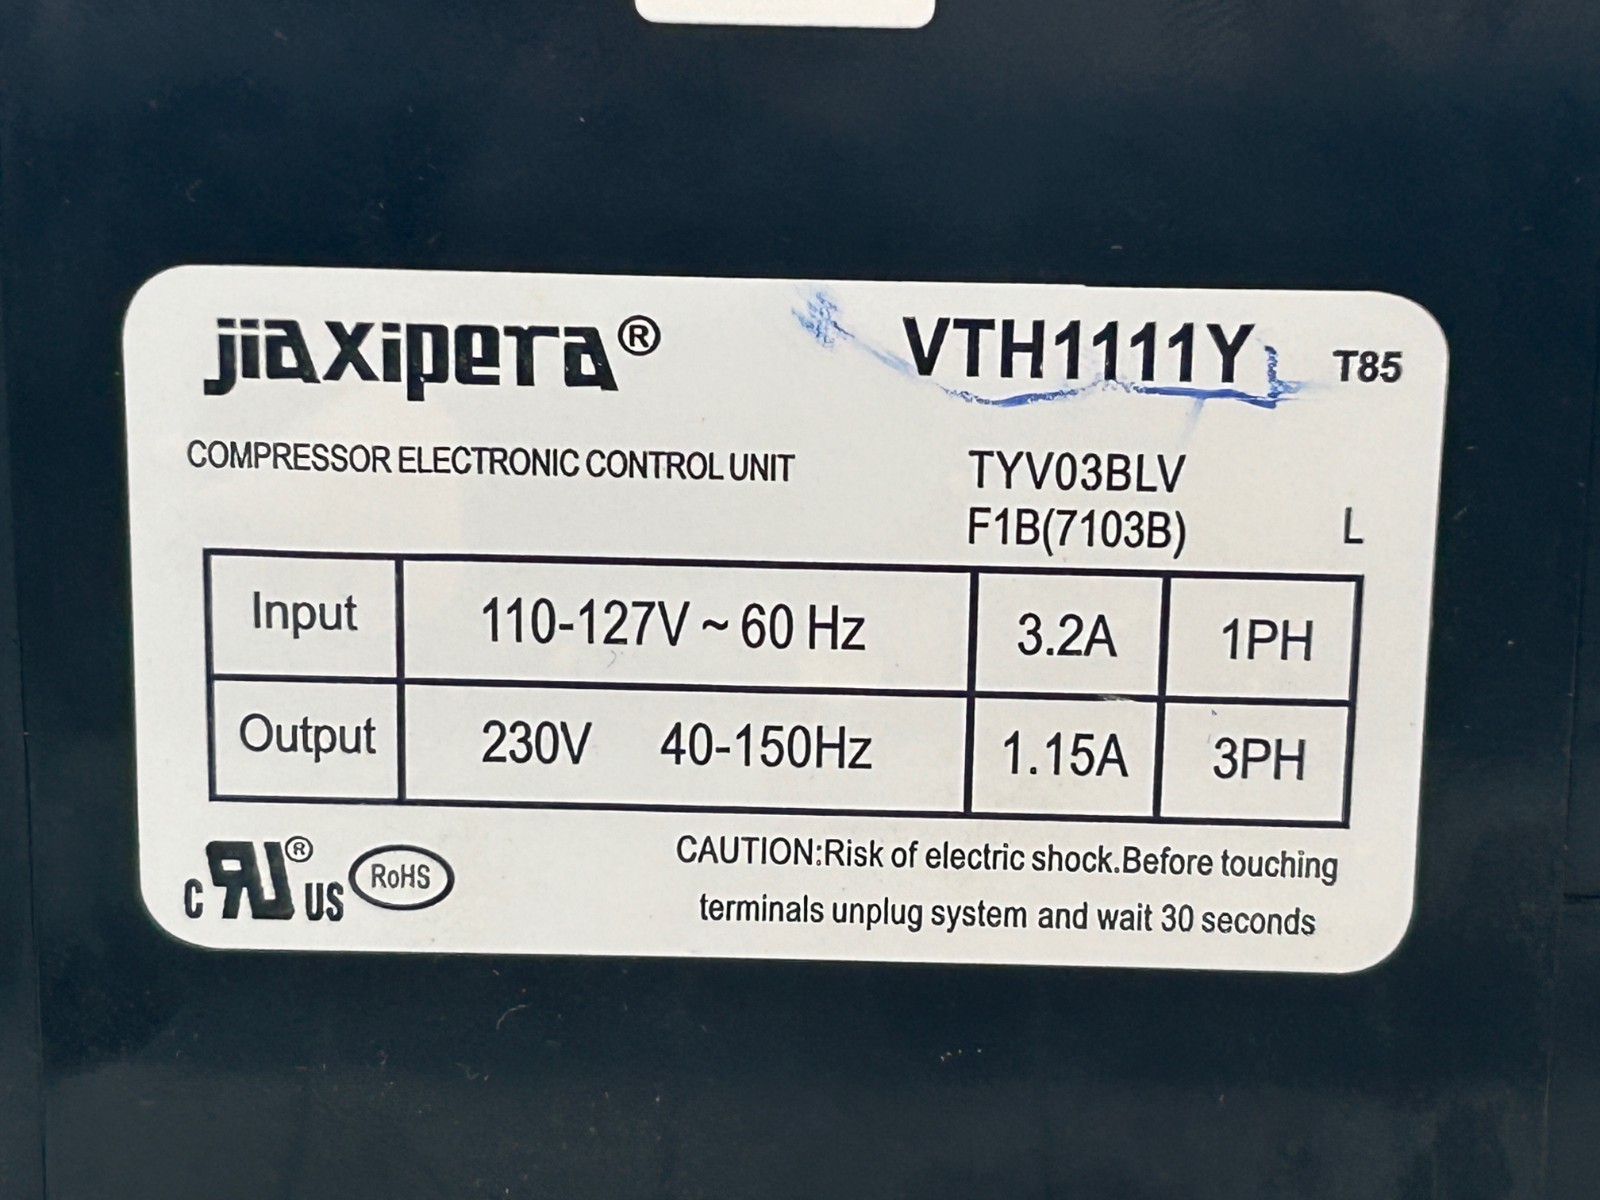 jiaxipera® VTH1111Y T85
COMPRESSOR ELECTRONIC CONTROL UNIT TYV03BLV
F1B(7103B) L
Input 110-127V ~ 60 Hz 3.2A 1PH
Output 230V 40-150Hz 1.15A 3PH
CAUTION:Risk of electric shock.Before touching
terminals unplug system and wait 30 seconds
c RU® US RoHS